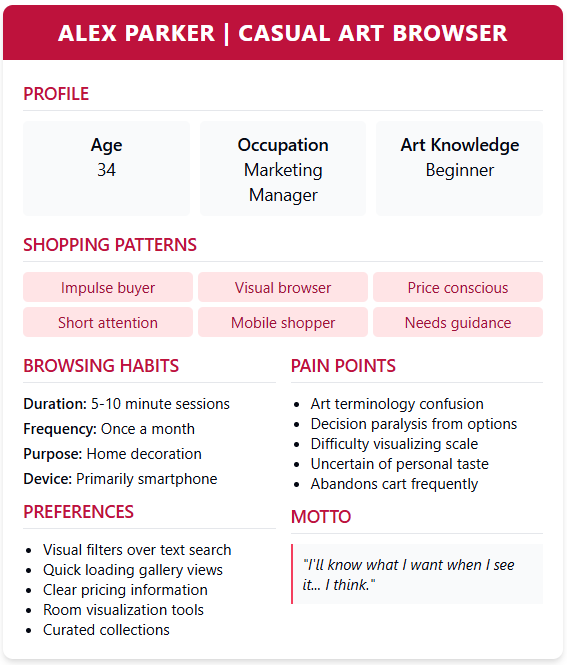 ALEX PARKER | CASUAL ART BROWSER
PROFILE
Age
34
Occupation
Marketing
Manager
Art Knowledge
Beginner
SHOPPING PATTERNS
Impulse buyer
Visual browser
Price conscious
Short attention
Mobile shopper
Needs guidance
BROWSING HABITS
Duration: 5-10 minute sessions
Frequency: Once a month
Purpose: Home decoration
Device: Primarily smartphone
PREFERENCES
• Visual filters over text search
• Quick loading gallery views
• Clear pricing information
• Room visualization tools
• Curated collections
PAIN POINTS
• Art terminology confusion
• Decision paralysis from options
• Difficulty visualizing scale
• Uncertain of personal taste
• Abandons cart frequently
MOTTO
"I'll know what I want when I see
it... I think."